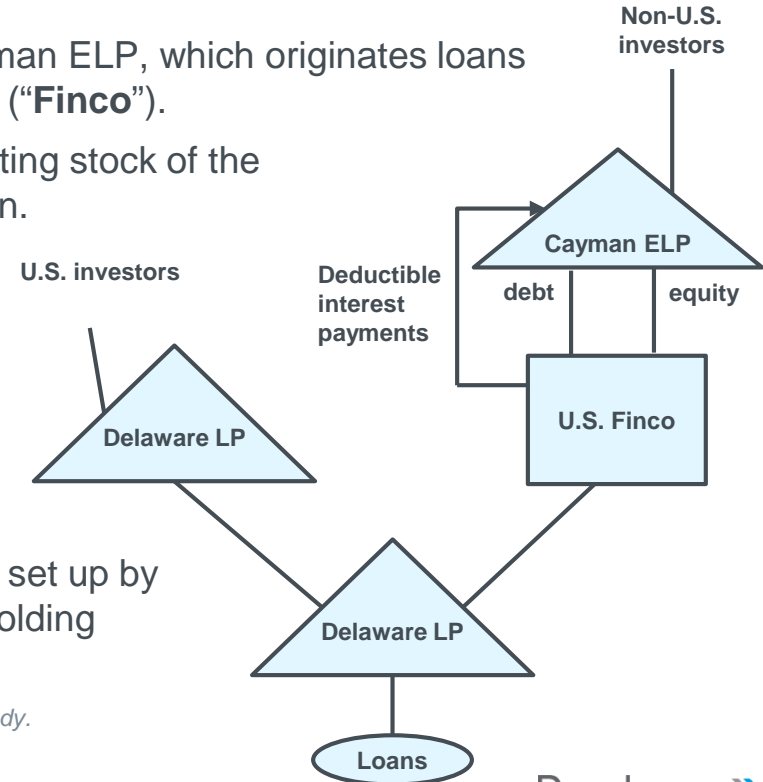 Non-U.S.
investors
man ELP, which originates loans
(“Finco”).
ting stock of the
n.
Cayman ELP
U.S. investors
Deductible
interest
payments
debt
equity
U.S. Finco
Delaware LP
set up by
olding
Delaware LP
dy.
Loans